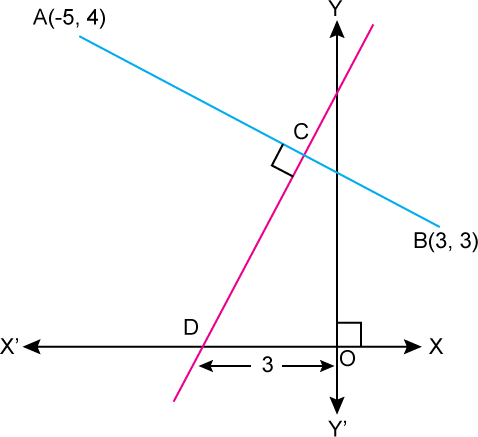 Y
A(-5, 4)
C
B(3, 3)
D
X' X
O
3
Y'